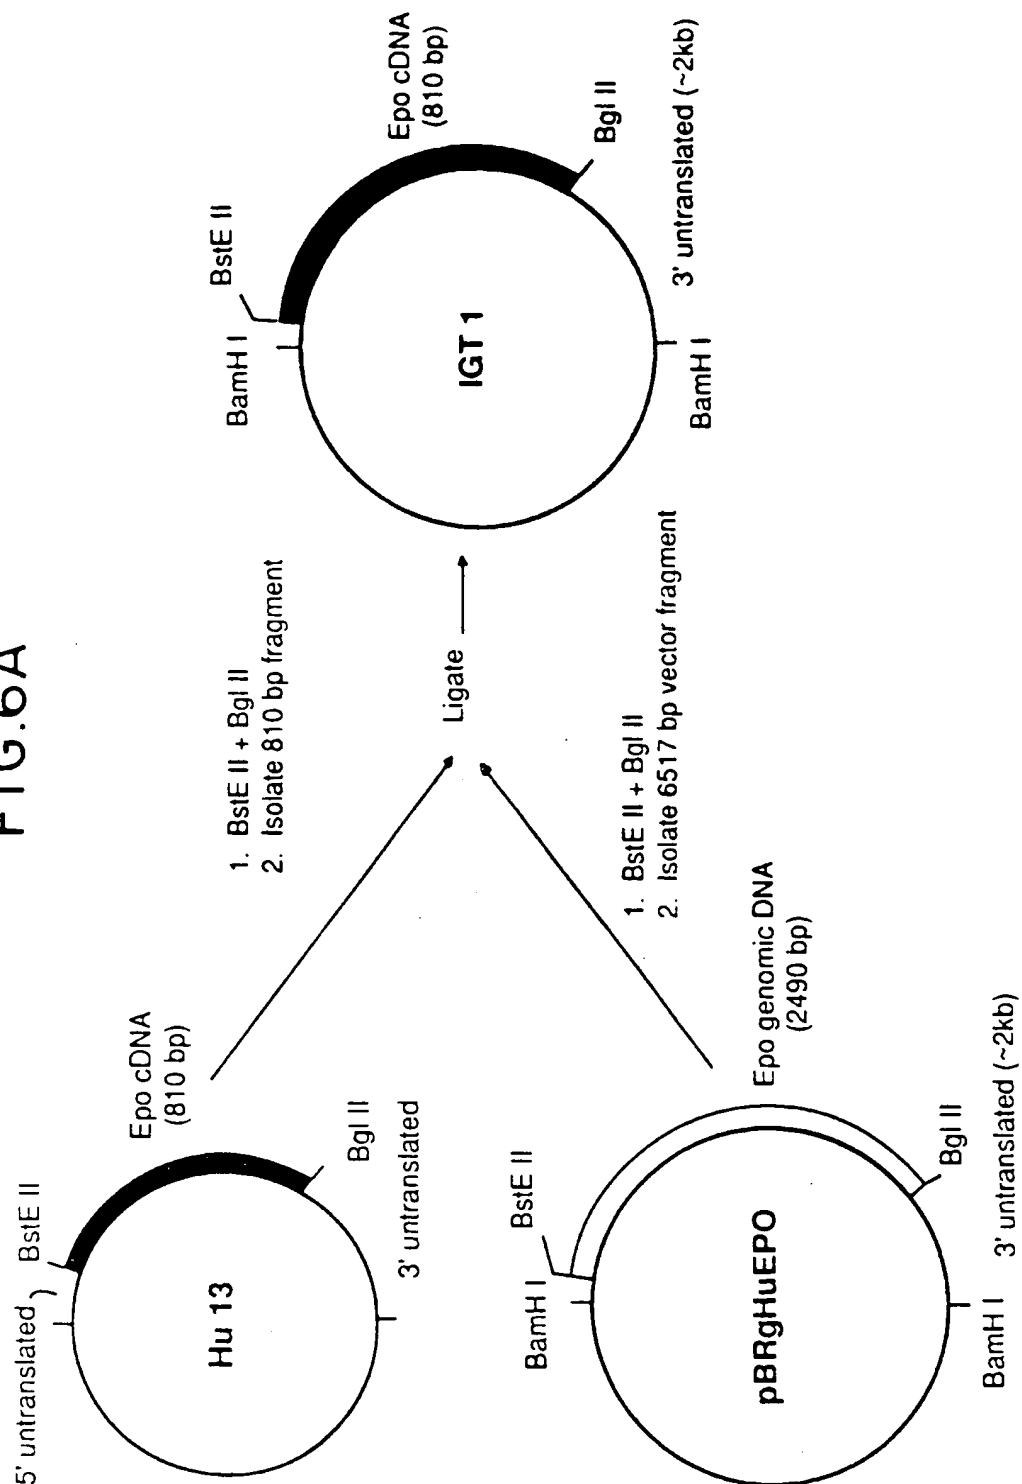 FIG.6A
5' untranslated
BstE II
Epo cDNA
(810 bp)
Bgl II
3' untranslated
Hu 13
1. BstE II + Bgl II
2. Isolate 810 bp fragment
BamH I
BstE II
Epo genomic DNA
(2490 bp)
Bgl II
3' untranslated (~2kb)
BamH I
pBRgHuEPO
1. BstE II + Bgl II
2. Isolate 6517 bp vector fragment
Ligate
BamH I
BstE II
Epo cDNA
(810 bp)
Bgl II
3' untranslated (~2kb)
BamH I
IGT 1